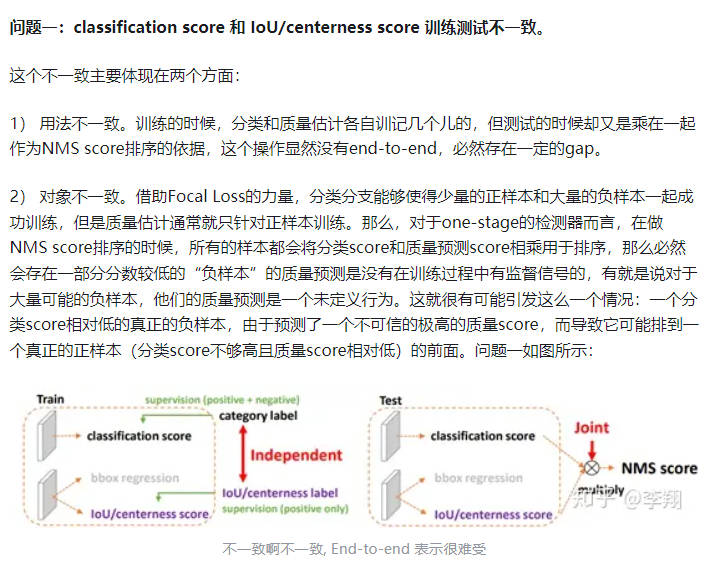 问题一：classification score 和 IoU/centerness score 训练测试不一致。
这个不一致主要体现在两个方面：
1） 用法不一致。训练的时候，分类和质量估计各自训记几个儿的，但测试的时候却又是乘在一起
作为NMS score排序的依据，这个操作显然没有end-to-end，必然存在一定的gap。
2） 对象不一致。借助Focal Loss的力量，分类分支能够使得少量的正样本和大量的负样本一起成
功训练，但是质量估计通常就只针对正样本训练。那么，对于one-stage的检测器而言，在做
NMS score排序的时候，所有的样本都会将分类score和质量预测score相乘用于排序，那么必然
会存在一部分分数较低的“负样本”的质量预测是没有在训练过程中有监督信号的，有就是说对于
大量可能的负样本，他们的质量预测是一个未定义行为。这就很有可能引发这么一个情况：一个分
类score相对低的真正的负样本，由于预测了一个不可信的极高的质量score，而导致它可能排到一
个真正的正样本（分类score不够高且质量score相对低）的前面。问题一如图所示：
Train
supervision (positive + negative)
category label
classification score
Independent
bbox regression
IoU/centerness label
supervision (positive only)
IoU/centerness score
Test
classification score
Joint
NMS score
bbox regression
multiply
IoU/centerness score
知乎 @李翔
不一致啊不一致, End-to-end 表示很难受